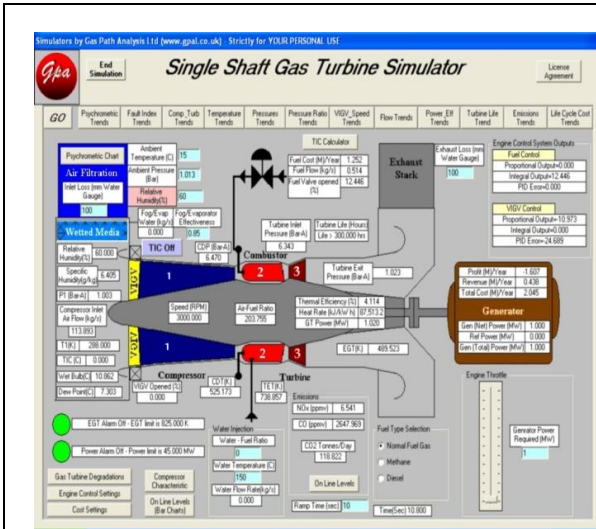 Simulators by Gas Path Analysis Ltd (www.gpal.co.uk) - Strictly for YOUR PERSONAL USE
Gpa
End Simulation
Single Shaft Gas Turbine Simulator
License Agreement
GO
Psychrometric Trends
Fault Index Trends
Comp_Turb Trends
Temperature Trends
Pressures Trends
Pressure Ratio Trends
VIGV_Speed Trends
Flow Trends
Power_Eff Trends
Turbine Life Trend
Emissions Trends
Life Cycle Cost Trends
Psychrometric Chart
Air Filtration
Inlet Loss (mm Water Gauge)
100
Ambient Temperature (C) 15
Ambient Pressure (Bar) 1.013
Relative Humidity(%) 60
Fog/Evap Water (kg/s) 0.000
Fog/Evaporator Effectiveness 0.85
Wetted Media
TIC Off
CDP (Bar-A) 6.470
TIC Calculator
Fuel Cost (M)/Year 1.252
Fuel Flow (kg/s) 0.514
Fuel Valve opened (%) 12.446
Exhaust Stack
Exhaust Loss (mm Water Gauge)
100
Engine Control System Outputs
Fuel Control
Proportional Output=0.000
Integral Output=12.446
PID Error=0.000
VIGV Control
Proportional Output=-10.973
Integral Output=0.000
PID Error=-24.689
Relative Humidity(%) 60.000
Specific Humidity(g/kg) 6.405
P1 (Bar-A) 1.003
Compressor Inlet Air Flow (kg/s)
113.893
T1(K) 288.000
TIC (C) 0.000
Wet Bulb(C) 10.862
Dew Point(C) 7.303
VIGV
VIGV
1
1
Combustor
2
2
3
3
Turbine Inlet Pressure (Bar-A)
6.343
Turbine Life (Hours)
Life > 300,000 hrs
Turbine Exit Pressure (Bar-A) 1.023
Speed (RPM)
3000.000
Air-Fuel Ratio
203.755
Thermal Efficiency (%) 4.114
Heat Rate (kJ/kW h) 87,513.2
GT Power (MW) 1.020
EGT(K) 489.523
Profit (M)/Year -1.607
Revenue (M)/Year 0.438
Total Cost (M)/Year 2.045
Generator
Gen (Net) Power (MW) 1.000
Ref Power (MW) 0.000
Gen (Total) Power (MW) 1.000
Compressor
VIGV Opened (%)
0.000
CDT(K)
525.173
TET(K)
738.857
Turbine
EGT Alarm Off - EGT limit is 825.000 K
Power Alarm Off - Power limit is 45.000 MW
Gas Turbine Degradations
Engine Control Settings
Cost Settings
Compressor Characteristic
On Line Levels (Bar Charts)
Water Injection
Water - Fuel Ratio
0
Water Temperature (C)
150
Water Flow Rate(kg/s)
0.000
Emissions
NOx (ppmv) 6.541
CO (ppmv) 2647.969
CO2 Tonnes/Day
118.822
On Line Levels
Ramp Time (sec) 10
Fuel Type Selection
Normal Fuel Gas
Methane
Diesel
Time(Sec) 10.800
Engine Throttle
Gernator Power Required (MW)
1